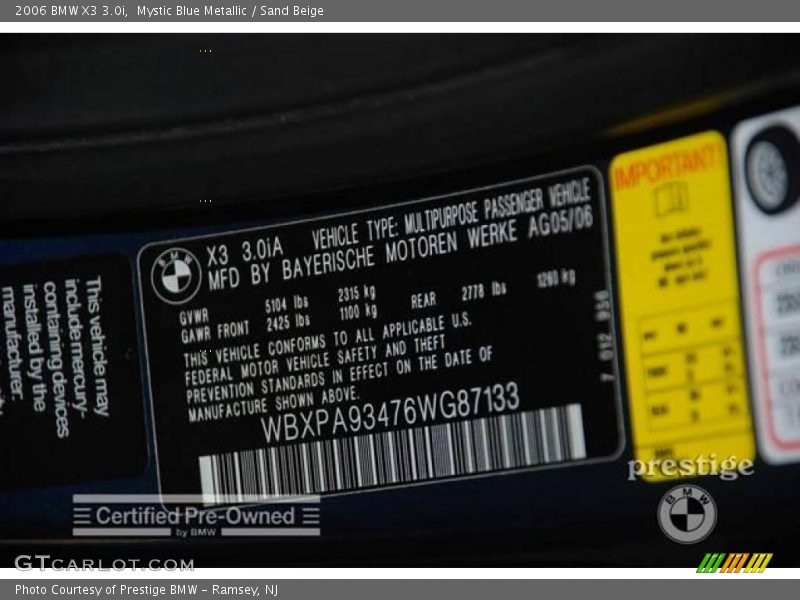 2006 BMW X3 3.0i,  Mystic Blue Metallic / Sand Beige
This vehicle may
include mercury-
containing devices
installed by the
manufacturer.
BMW
X3 3.0iA VEHICLE TYPE: MULTIPURPOSE PASSENGER VEHICLE
MFD BY BAYERISCHE MOTOREN WERKE AG05/06
GVWR 5104 lbs 2315 kg
GAWR FRONT 2425 lbs 1100 kg REAR 2778 lbs 1260 kg
THIS VEHICLE CONFORMS TO ALL APPLICABLE U.S.
FEDERAL MOTOR VEHICLE SAFETY AND THEFT
PREVENTION STANDARDS IN EFFECT ON THE DATE OF
MANUFACTURE SHOWN ABOVE.
WBXPA93476WG87133
IMPORTANT
prestige
BMW
Certified Pre-Owned
by BMW
GTCARLOT.COM
Photo Courtesy of Prestige BMW - Ramsey, NJ